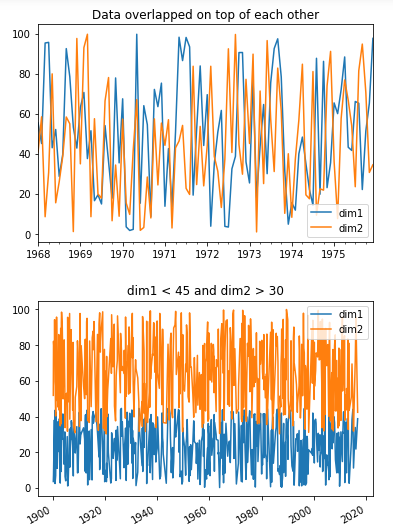 Data overlapped on top of each other
100
80
60
40
20
0
dim1
dim2
1968 1969 1970 1971 1972 1973 1974 1975
dim1 < 45 and dim2 > 30
dim1
dim2
100
80
60
40
20
0
1900 1920 1940 1960 1980 2000 2020